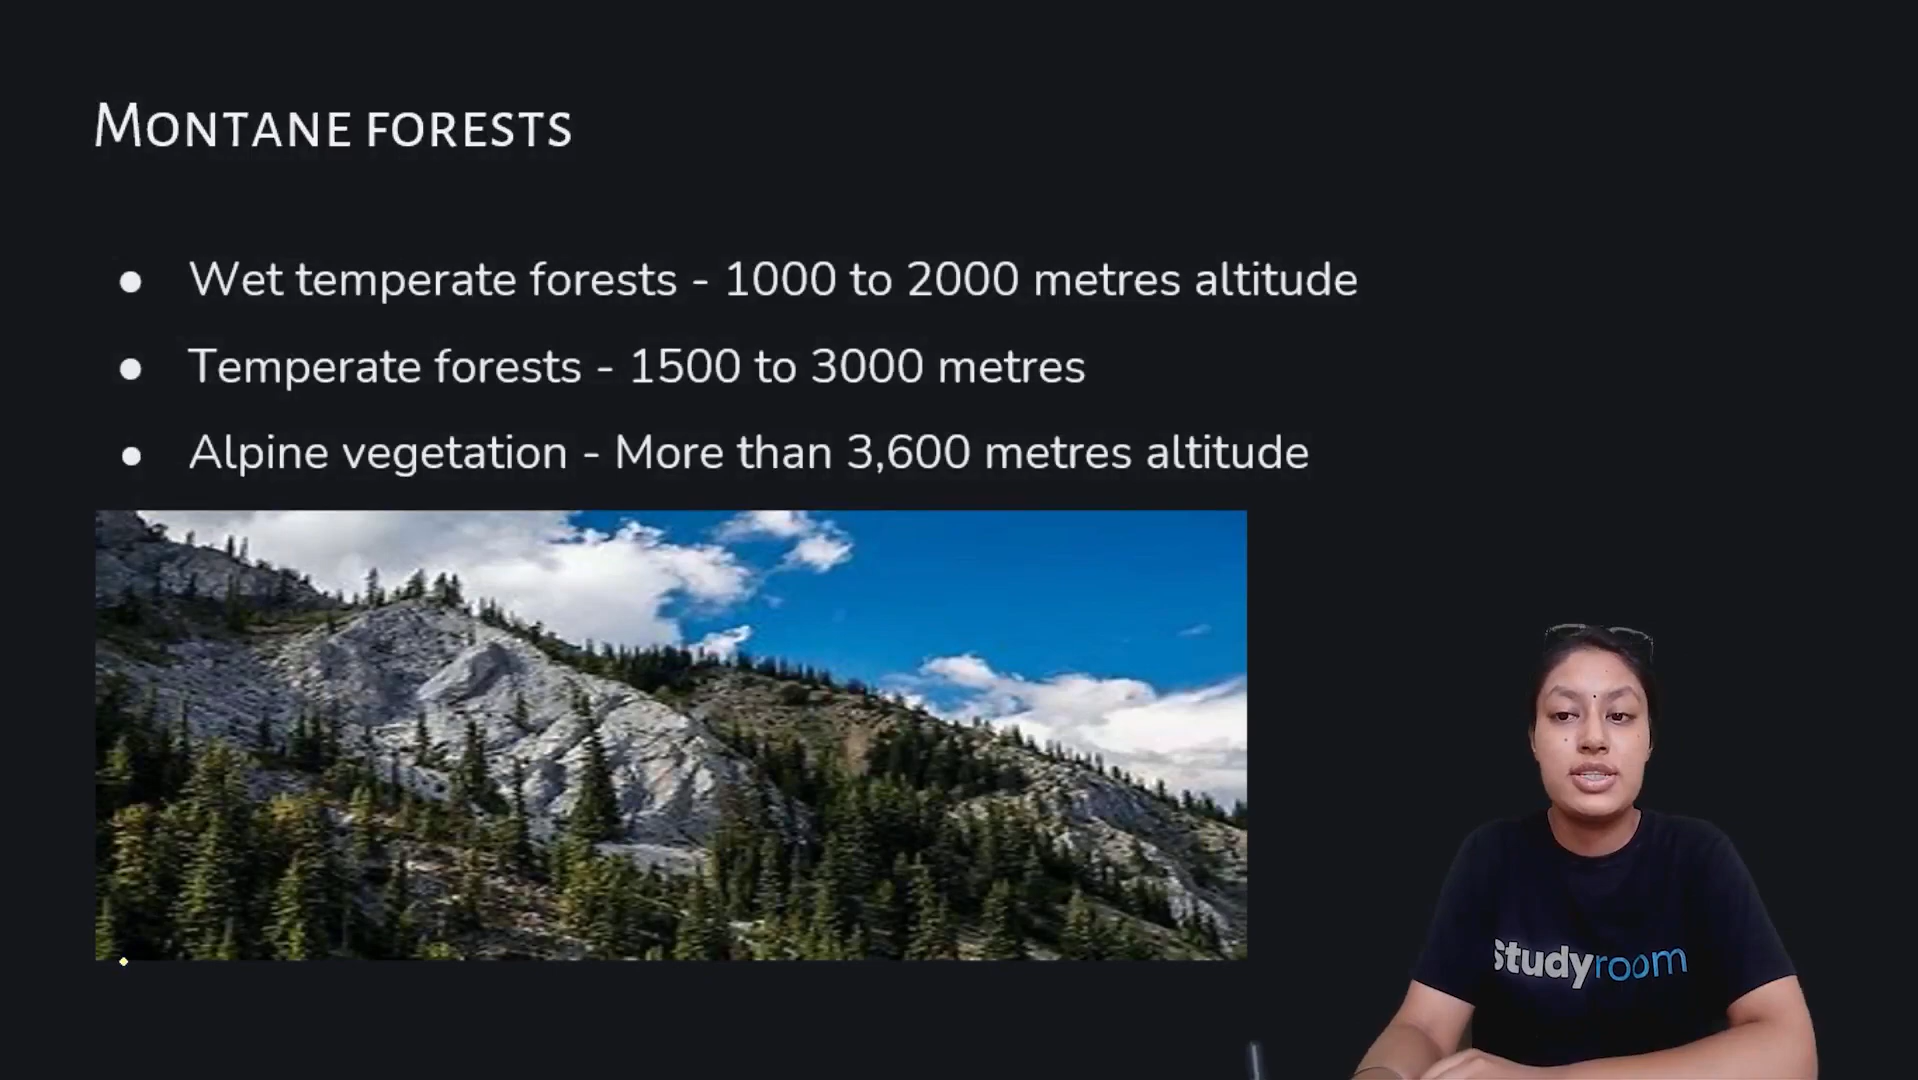 Montane forests
Wet temperate forests - 1000 to 2000 metres altitude
Temperate forests - 1500 to 3000 metres
Alpine vegetation - More than 3,600 metres altitude
Studyroom